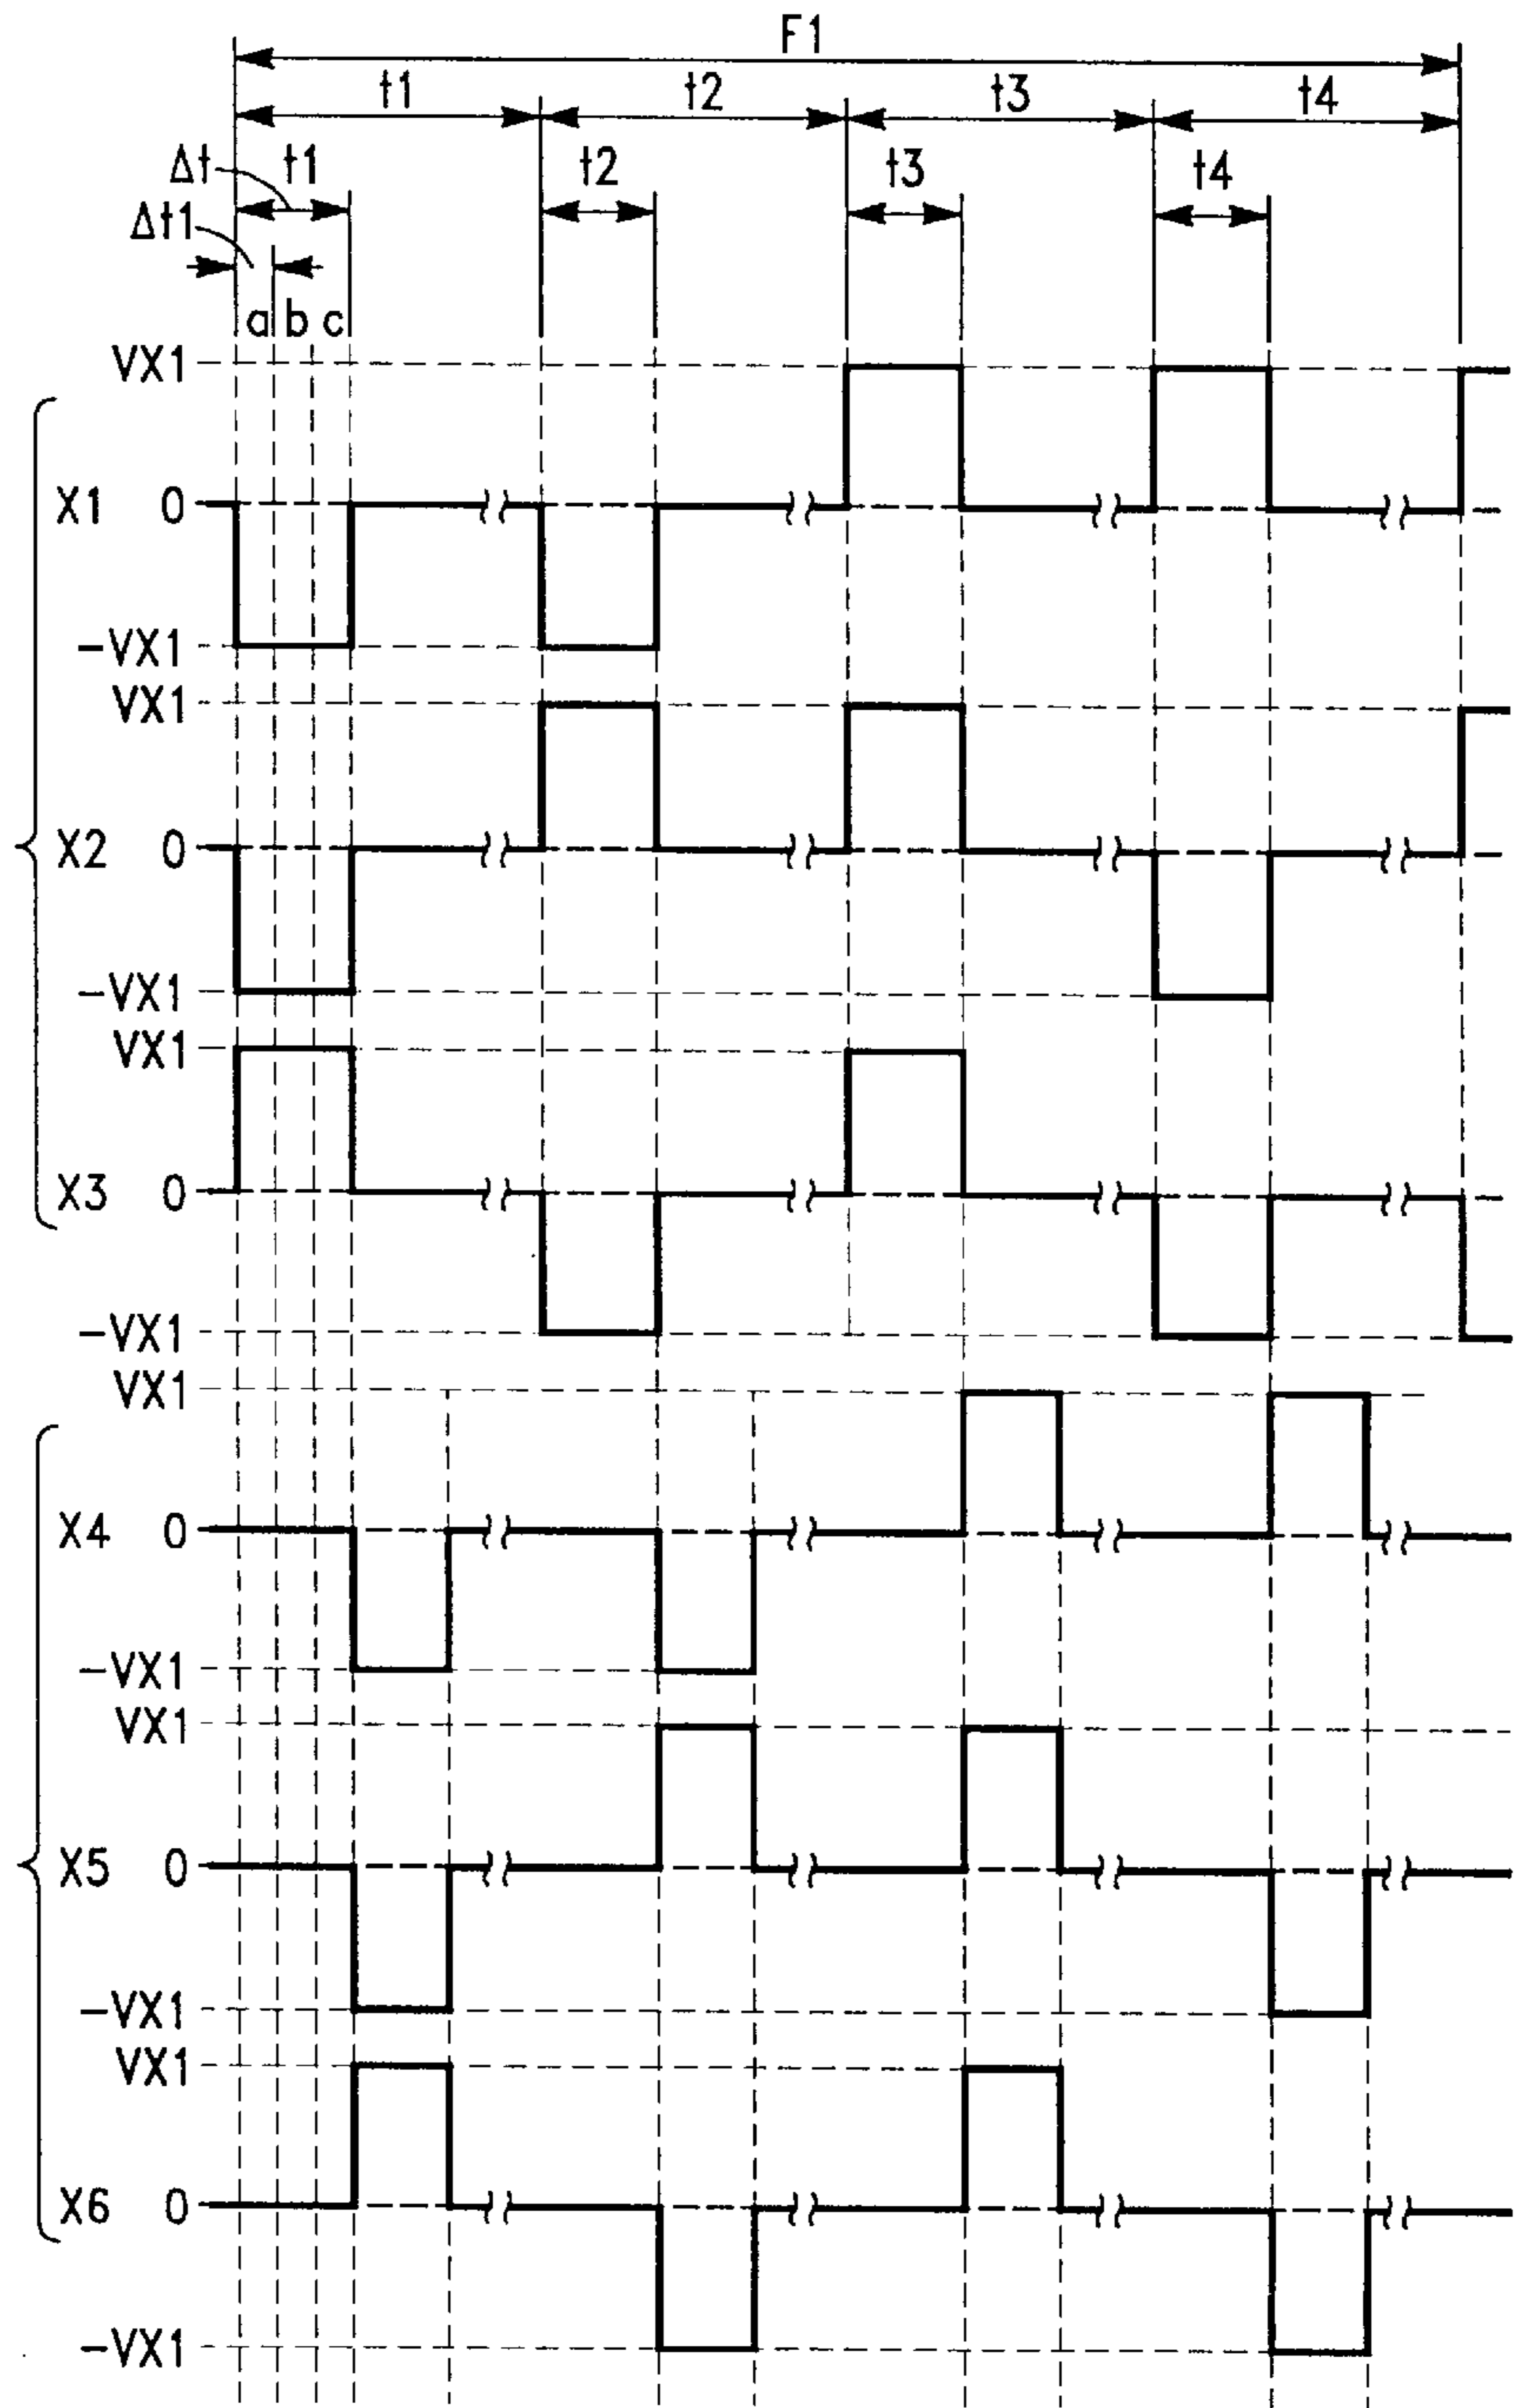 F1
t1 t2 t3 t4
Δt t1 t2 t3 t4
Δt1
a b c
VX1
X1 0
-VX1
VX1
X2 0
-VX1
VX1
X3 0
-VX1
VX1
X4 0
-VX1
VX1
X5 0
-VX1
VX1
X6 0
-VX1